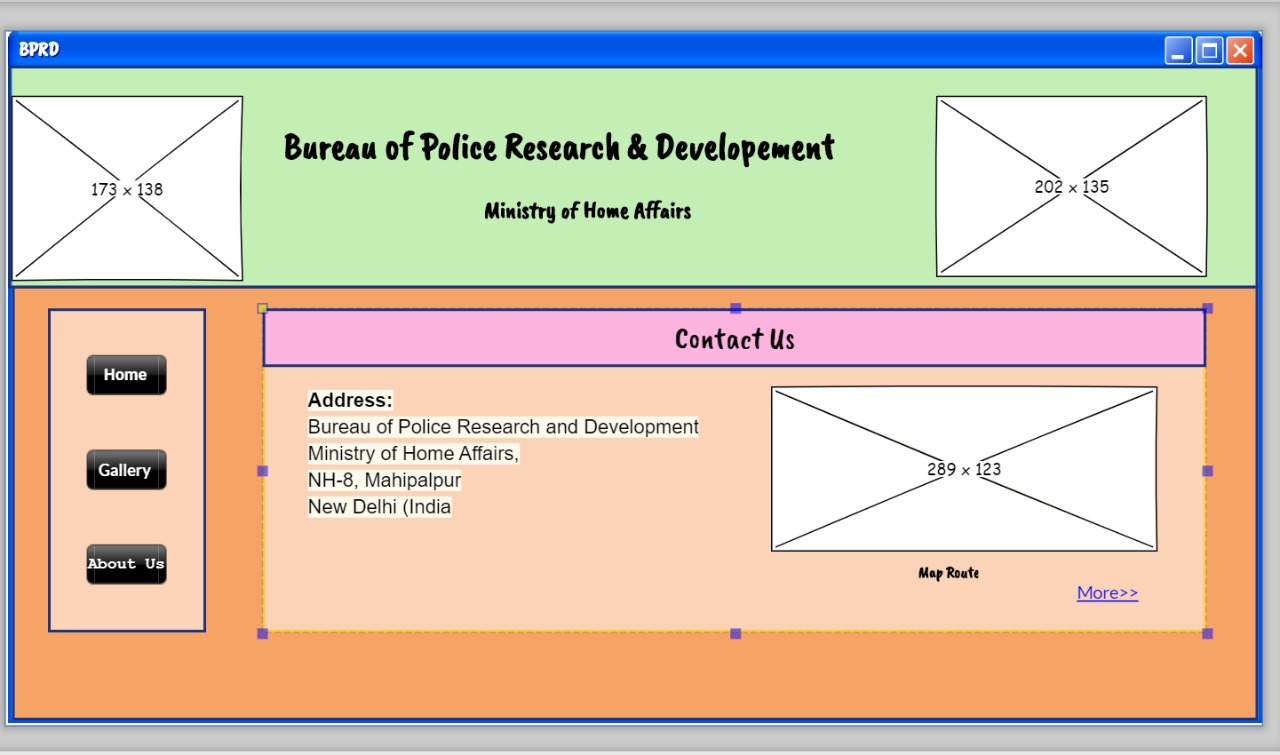 BPRD
173 x 138
Bureau of Police Research & Developement
Ministry of Home Affairs
202 x 135
Home
Gallery
About Us
Contact Us
Address:
Bureau of Police Research and Development
Ministry of Home Affairs,
NH-8, Mahipalpur
New Delhi (India
289 x 123
Map Route
More>>